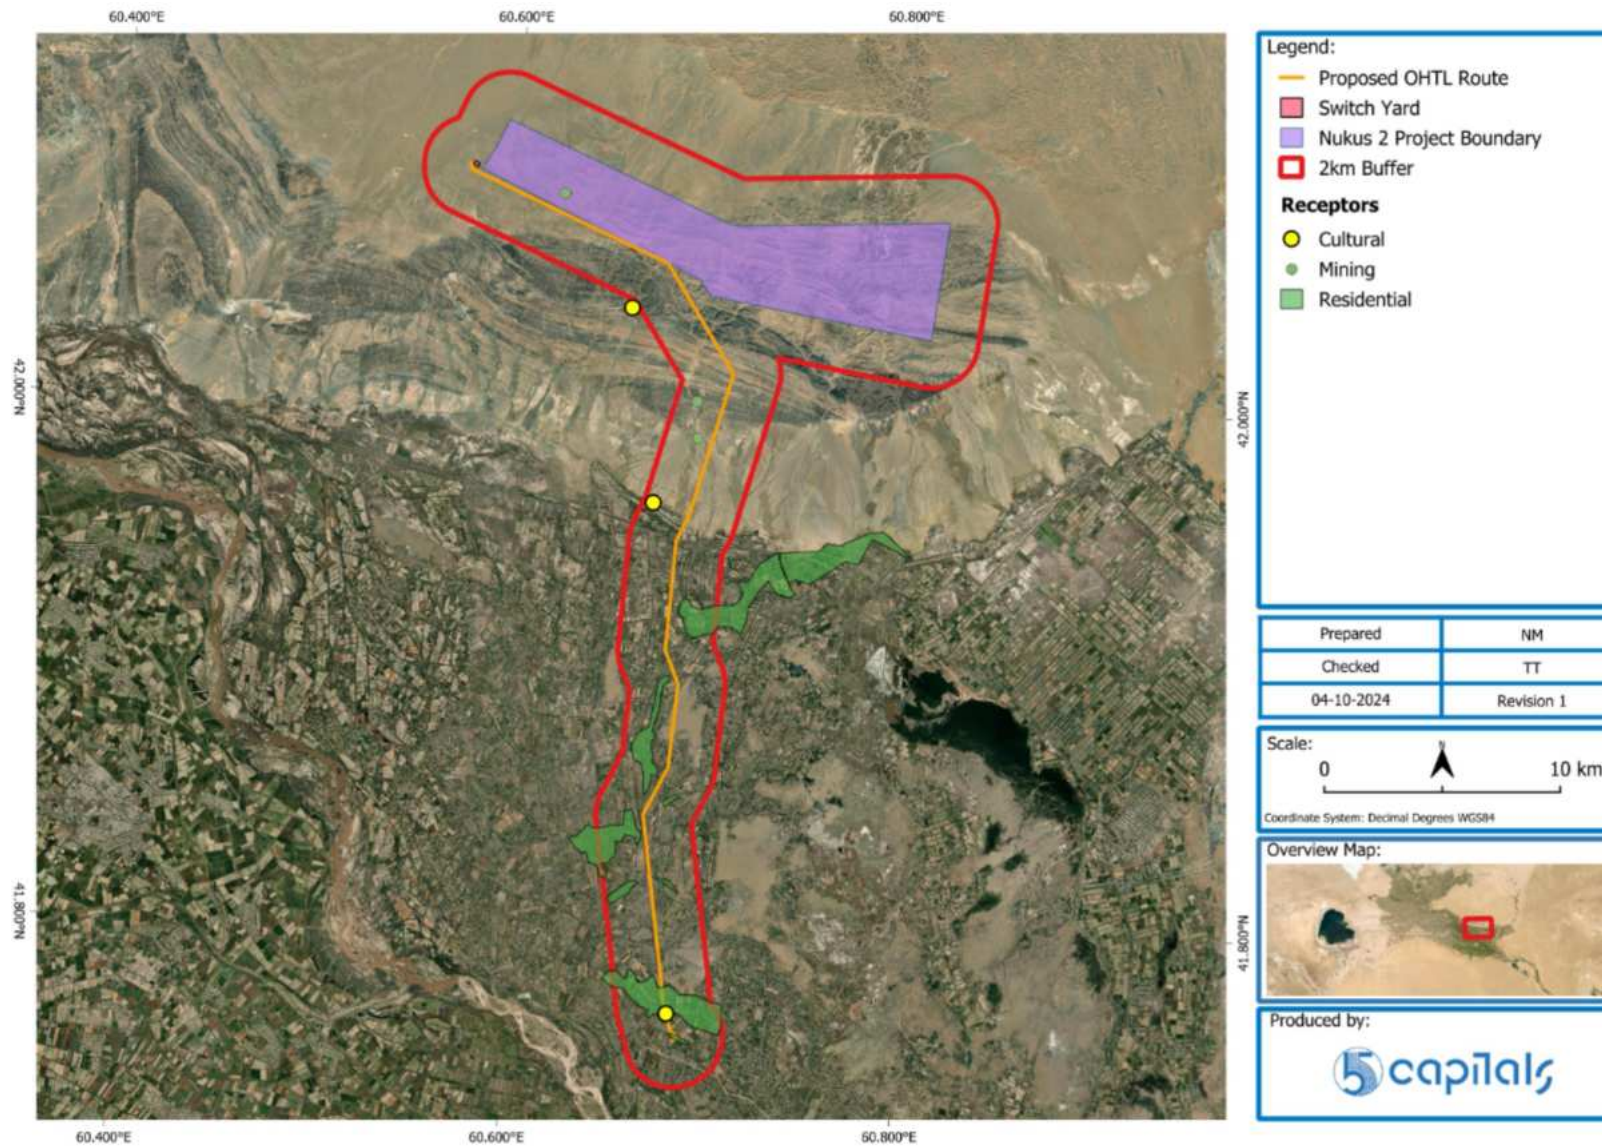 60.400°E 60.600°E 60.800°E
42.000°N
41.800°N
42.000°N
41.800°N
60.400°E 60.600°E 60.800°E
Legend:
Proposed OHTL Route
Switch Yard
Nukus 2 Project Boundary
2km Buffer
Receptors
Cultural
Mining
Residential
Prepared NM
Checked TT
04-10-2024 Revision 1
Scale:
N
0 10 km
Coordinate System: Decimal Degrees WGS84
Overview Map:
Produced by:
5 capitals